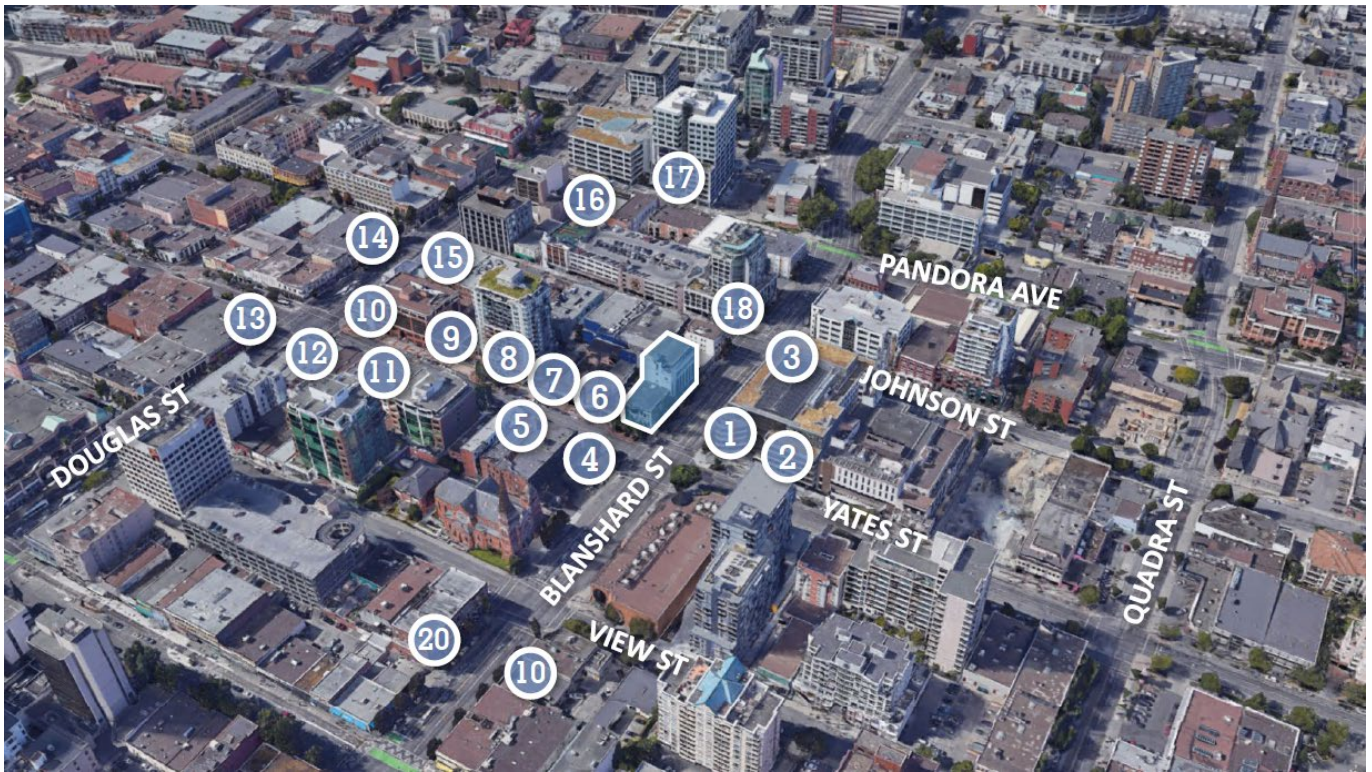 17
16
14
15
PANDORA AVE
10
13
18
9
3
12
8
11
7
JOHNSON ST
6
5
1
DOUGLAS ST
4
2
BLANSHARD ST
YATES ST
QUADRA ST
20
VIEW ST
10